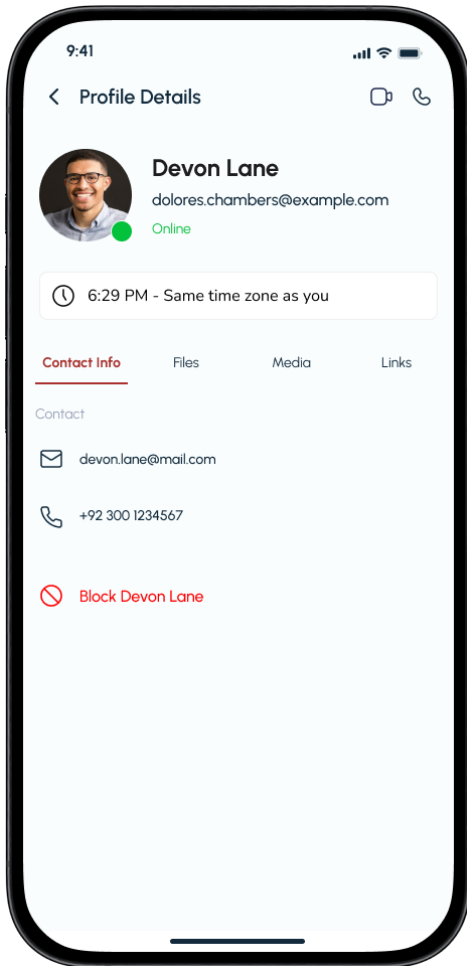 9:41
Profile Details
Devon Lane
dolores.chambers@example.com
Online
6:29 PM - Same time zone as you
Contact Info Files Media Links
Contact
devon.lane@mail.com
+92 300 1234567
Block Devon Lane